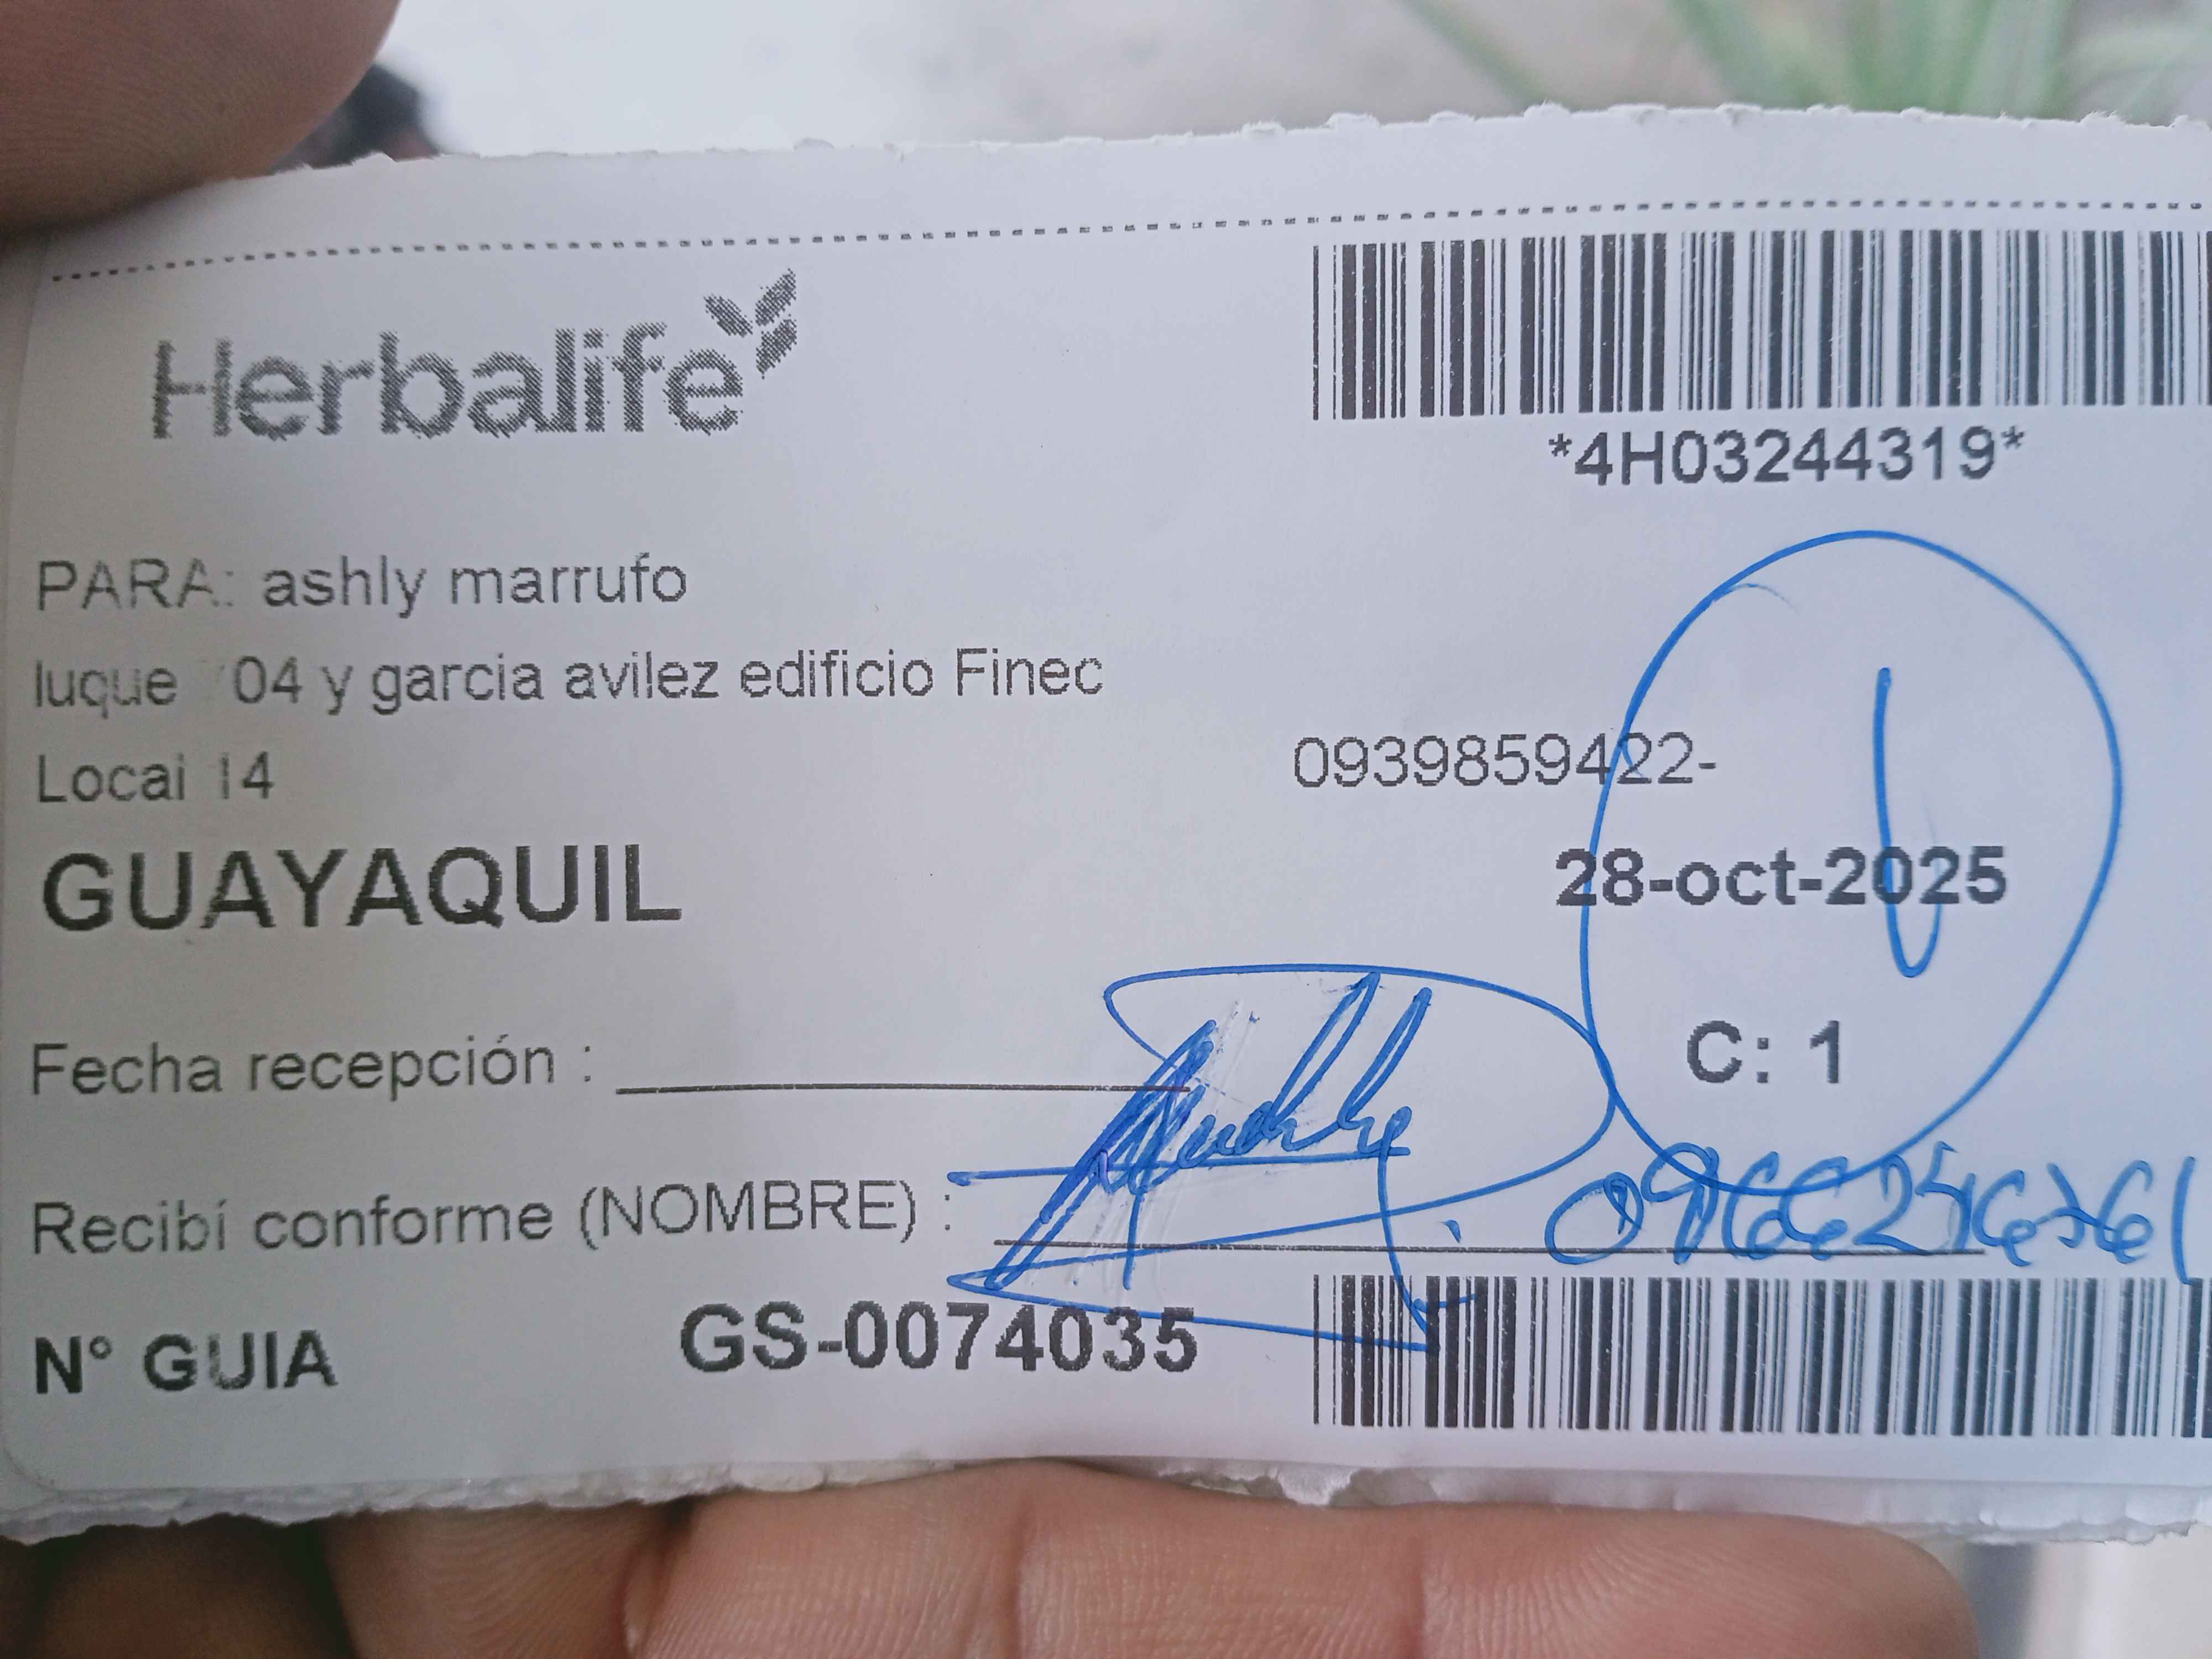 Herbalife
*4H03244319*
PARA: ashly marrufo
luque 04 y garcia avilez edificio Finec
Local 14
0939859422-
GUAYAQUIL
28-oct-2025
C: 1
Fecha recepción :
Recibí conforme (NOMBRE) :
N° GUIA GS-0074035